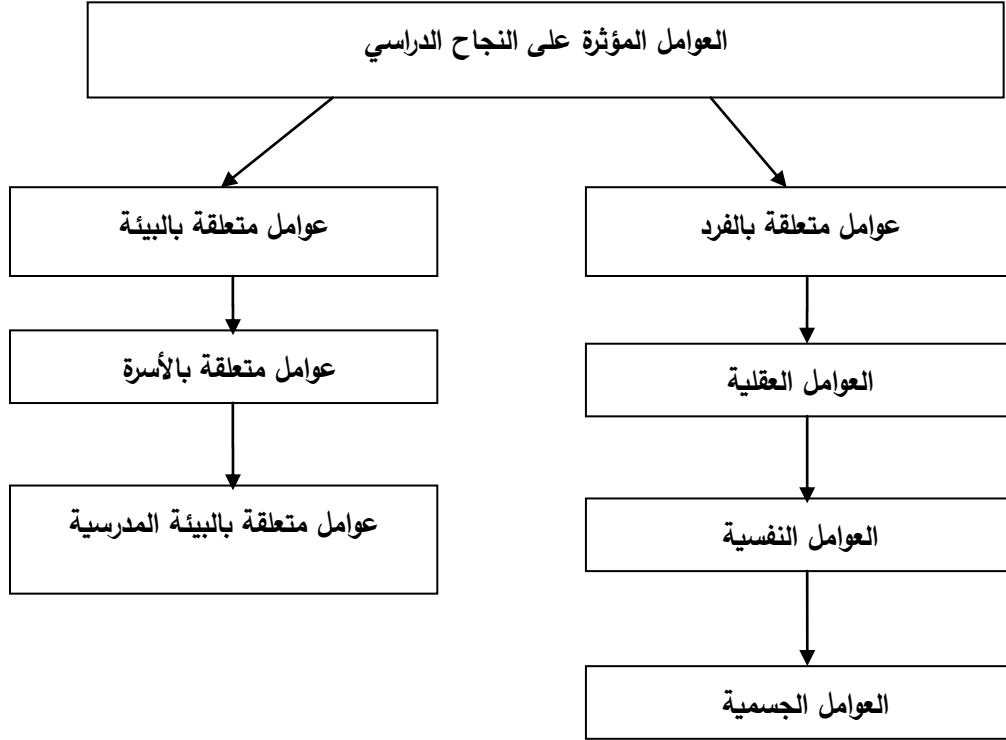 العوامل المؤثرة على النجاح الدراسي
عوامل متعلقة بالفرد
عوامل متعلقة بالبيئة
العوامل العقلية
عوامل متعلقة بالأسرة
العوامل النفسية
عوامل متعلقة بالبيئة المدرسية
العوامل الجسمية